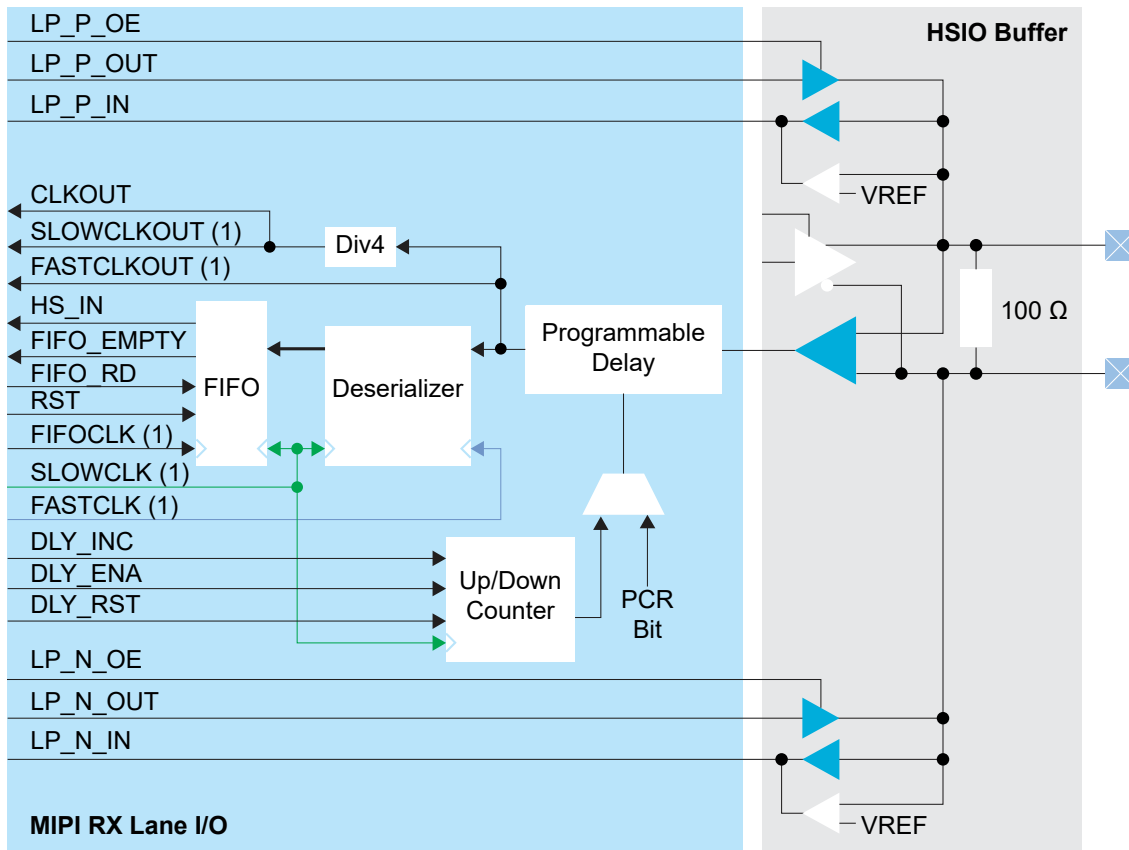 LP_P_OE
HSIO Buffer
LP_P_OUT
LP_P_IN
VREF
CLKOUT
SLOWCLKOUT (1)
Div4
FASTCLKOUT (1)
HS_IN
FIFO_EMPTY
FIFO_RD
RST
FIFOCLK (1)
SLOWCLK (1)
FASTCLK (1)
FIFO
Deserializer
Programmable
Delay
100 Ω
DLY_INC
DLY_ENA
DLY_RST
Up/Down
Counter
PCR
Bit
LP_N_OE
LP_N_OUT
LP_N_IN
VREF
MIPI RX Lane I/O